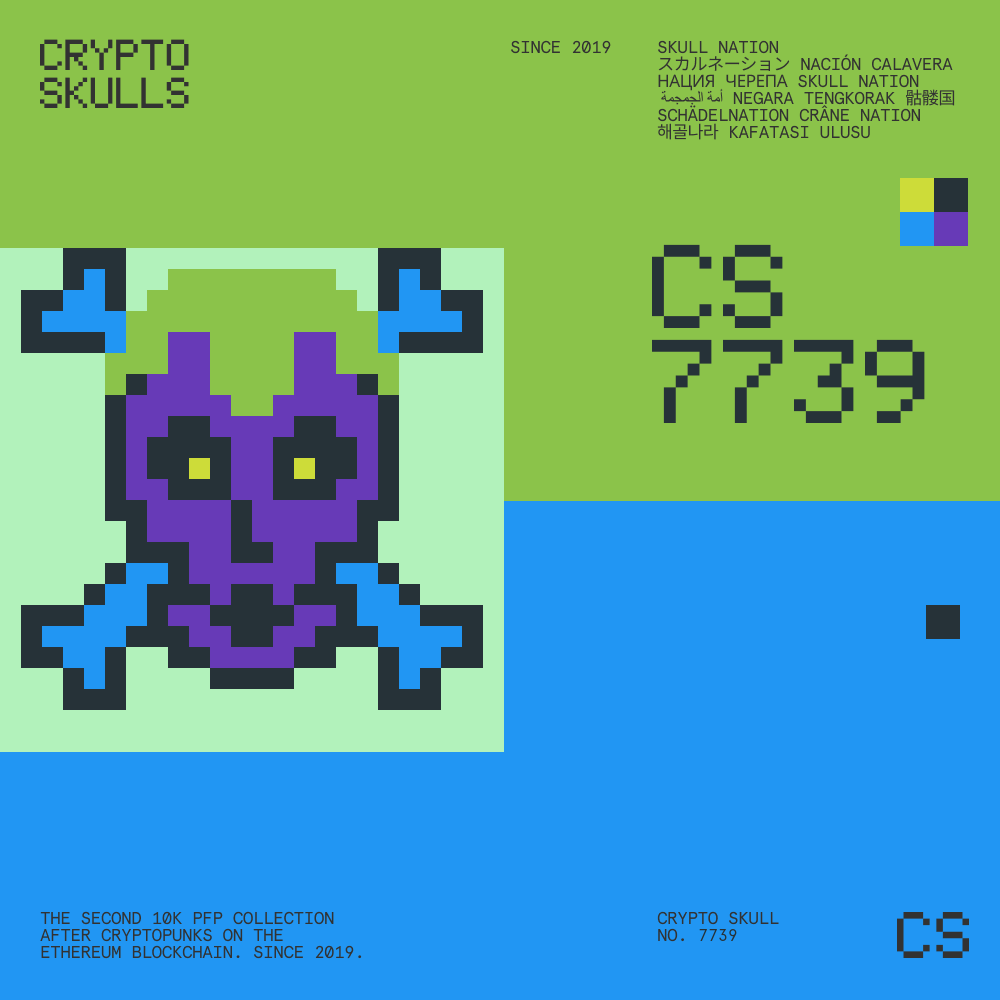 CRYPTO
SKULLS
SINCE 2019
SKULL NATION
スカルネーション NACIÓN CALAVERA
НАЦИЯ ЧЕРЕПА SKULL NATION
أمة الجمجمة NEGARA TENGKORAK 骷髅国
SCHÄDELNATION CRÂNE NATION
해골나라 KAFATASI ULUSU
CS
7739
THE SECOND 10K PFP COLLECTION
AFTER CRYPTOPUNKS ON THE
ETHEREUM BLOCKCHAIN. SINCE 2019.
CRYPTO SKULL
NO. 7739
CS